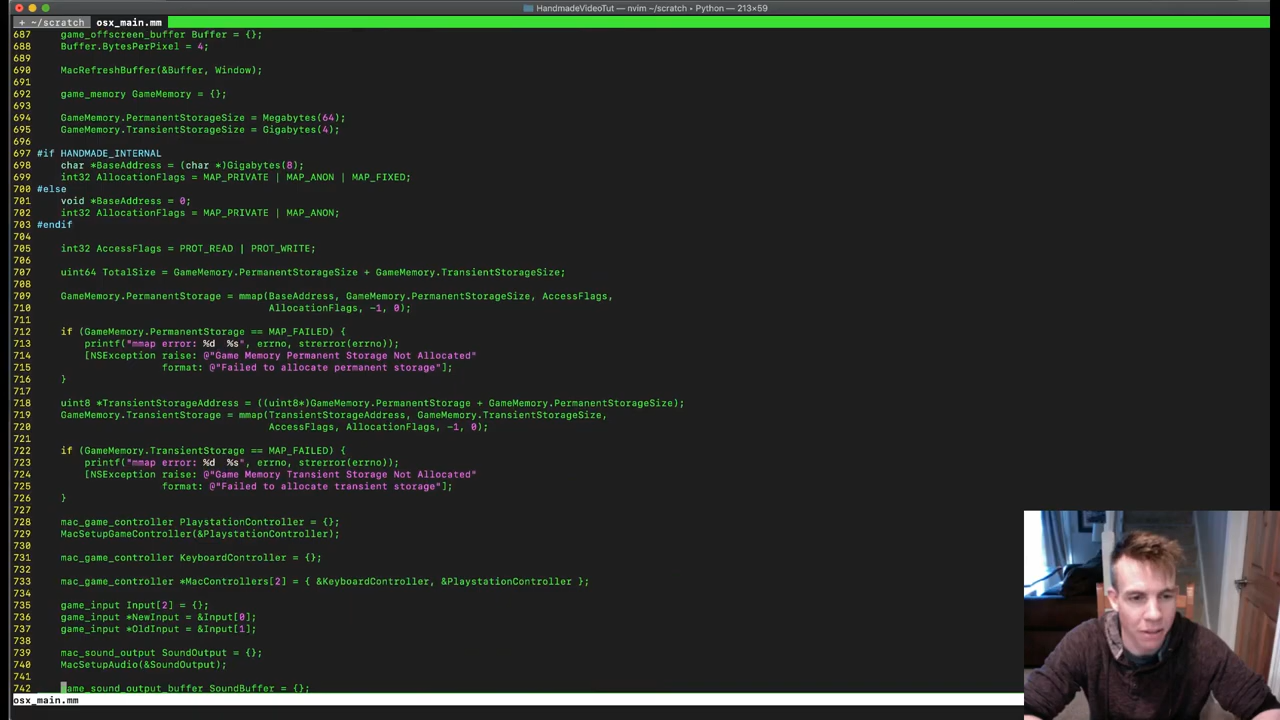 HandmadeVideoTut — nvim ~/scratch • Python — 213×59
+ ~/scratch  osx_main.mm
687    game_offscreen_buffer Buffer = {};
688    Buffer.BytesPerPixel = 4;
689
690    MacRefreshBuffer(&Buffer, Window);
691
692    game_memory GameMemory = {};
693
694    GameMemory.PermanentStorageSize = Megabytes(64);
695    GameMemory.TransientStorageSize = Gigabytes(4);
696
697 #if HANDMADE_INTERNAL
698    char *BaseAddress = (char *)Gigabytes(8);
699    int32 AllocationFlags = MAP_PRIVATE | MAP_ANON | MAP_FIXED;
700 #else
701    void *BaseAddress = 0;
702    int32 AllocationFlags = MAP_PRIVATE | MAP_ANON;
703 #endif
704
705    int32 AccessFlags = PROT_READ | PROT_WRITE;
706
707    uint64 TotalSize = GameMemory.PermanentStorageSize + GameMemory.TransientStorageSize;
708
709    GameMemory.PermanentStorage = mmap(BaseAddress, GameMemory.PermanentStorageSize, AccessFlags,
710                                       AllocationFlags, -1, 0);
711
712    if (GameMemory.PermanentStorage == MAP_FAILED) {
713        printf("mmap error: %d  %s", errno, strerror(errno));
714        [NSException raise: @"Game Memory Permanent Storage Not Allocated"
715                     format: @"Failed to allocate permanent storage"];
716    }
717
718    uint8 *TransientStorageAddress = ((uint8*)GameMemory.PermanentStorage + GameMemory.PermanentStorageSize);
719    GameMemory.TransientStorage = mmap(TransientStorageAddress, GameMemory.TransientStorageSize,
720                                       AccessFlags, AllocationFlags, -1, 0);
721
722    if (GameMemory.TransientStorage == MAP_FAILED) {
723        printf("mmap error: %d  %s", errno, strerror(errno));
724        [NSException raise: @"Game Memory Transient Storage Not Allocated"
725                     format: @"Failed to allocate transient storage"];
726    }
727
728    mac_game_controller PlaystationController = {};
729    MacSetupGameController(&PlaystationController);
730
731    mac_game_controller KeyboardController = {};
732
733    mac_game_controller *MacControllers[2] = { &KeyboardController, &PlaystationController };
734
735    game_input Input[2] = {};
736    game_input *NewInput = &Input[0];
737    game_input *OldInput = &Input[1];
738
739    mac_sound_output SoundOutput = {};
740    MacSetupAudio(&SoundOutput);
741
742    game_sound_output_buffer SoundBuffer = {};
osx_main.mm